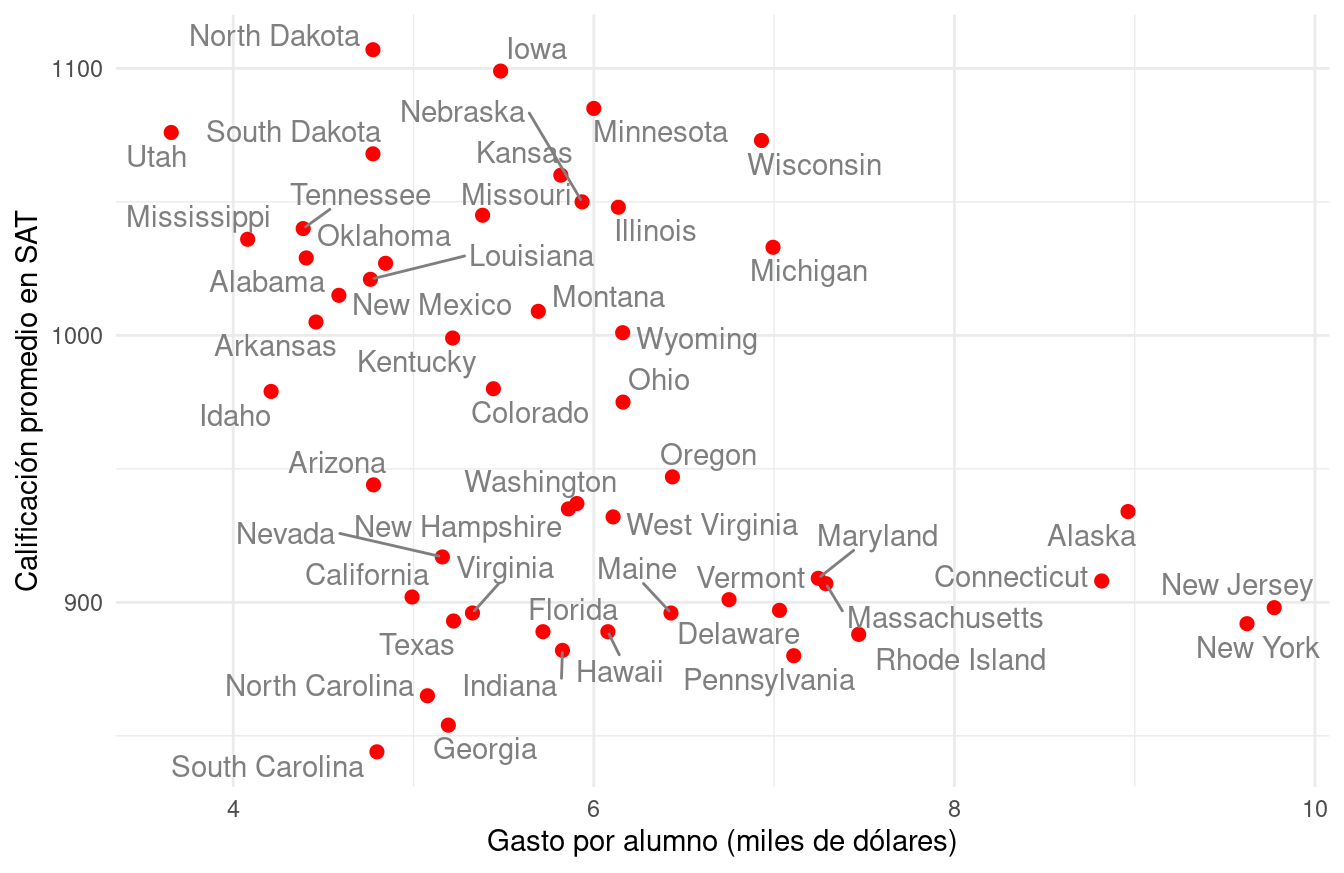 North Dakota
Iowa
1100
Nebraska
Minnesota
South Dakota
Utah
Kansas
Wisconsin
Tennessee
Missouri
Mississippi
Illinois
Oklahoma
Louisiana
Michigan
Alabama
New Mexico
Montana
1000
Arkansas
Wyoming
Kentucky
Ohio
Idaho
Colorado
Arizona
Oregon
Washington
Nevada
New Hampshire
West Virginia
Maryland
Alaska
California
Virginia
Maine
Vermont
Connecticut
New Jersey
900
Florida
Massachusetts
Texas
Delaware
New York
Hawaii
Rhode Island
North Carolina
Indiana
Pennsylvania
Georgia
South Carolina
Calificación promedio en SAT
4
6
8
10
Gasto por alumno (miles de dólares)